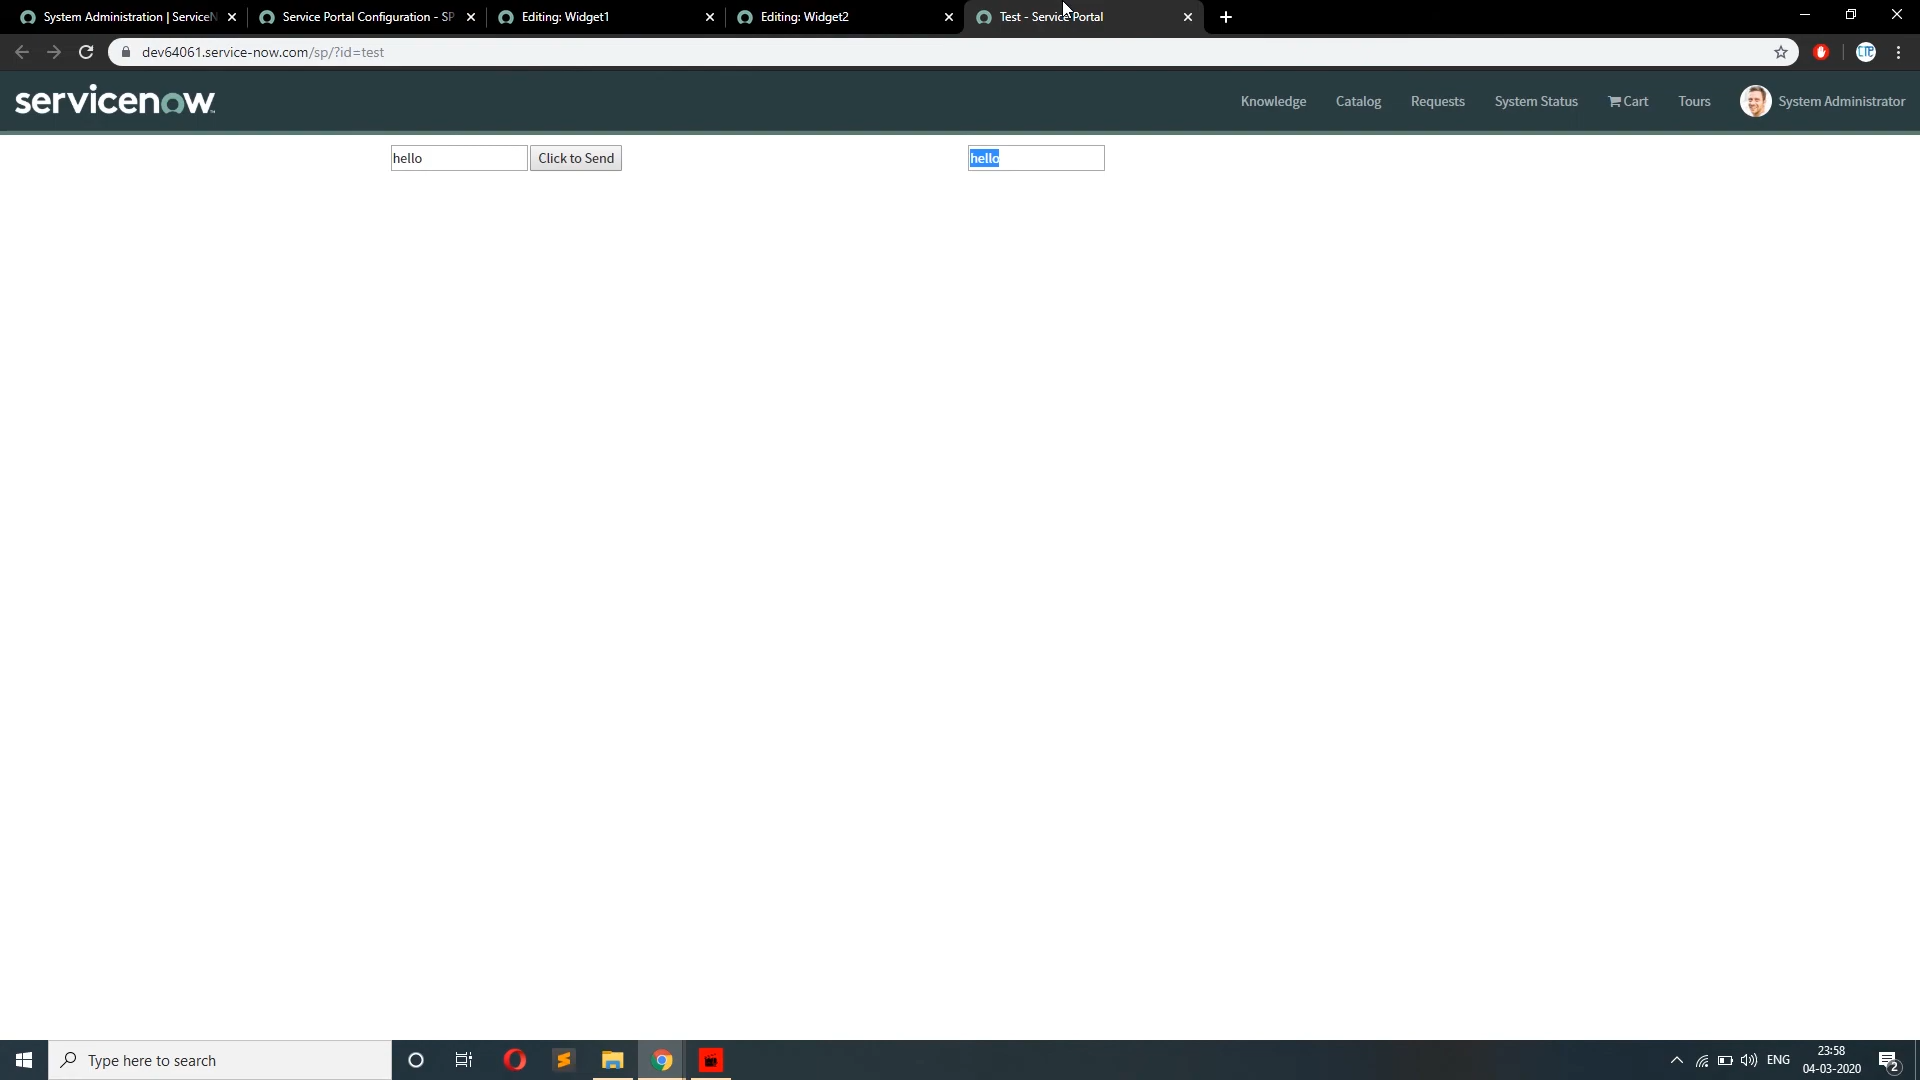 System Administration | ServiceN
Service Portal Configuration - SP
Editing: Widget1
Editing: Widget2
Test - Service Portal
dev64061.service-now.com/sp/?id=test
servicenow
Knowledge
Catalog
Requests
System Status
Cart
Tours
System Administrator
hello
Click to Send
hello
Type here to search
ENG
23:58
04-03-2020
2